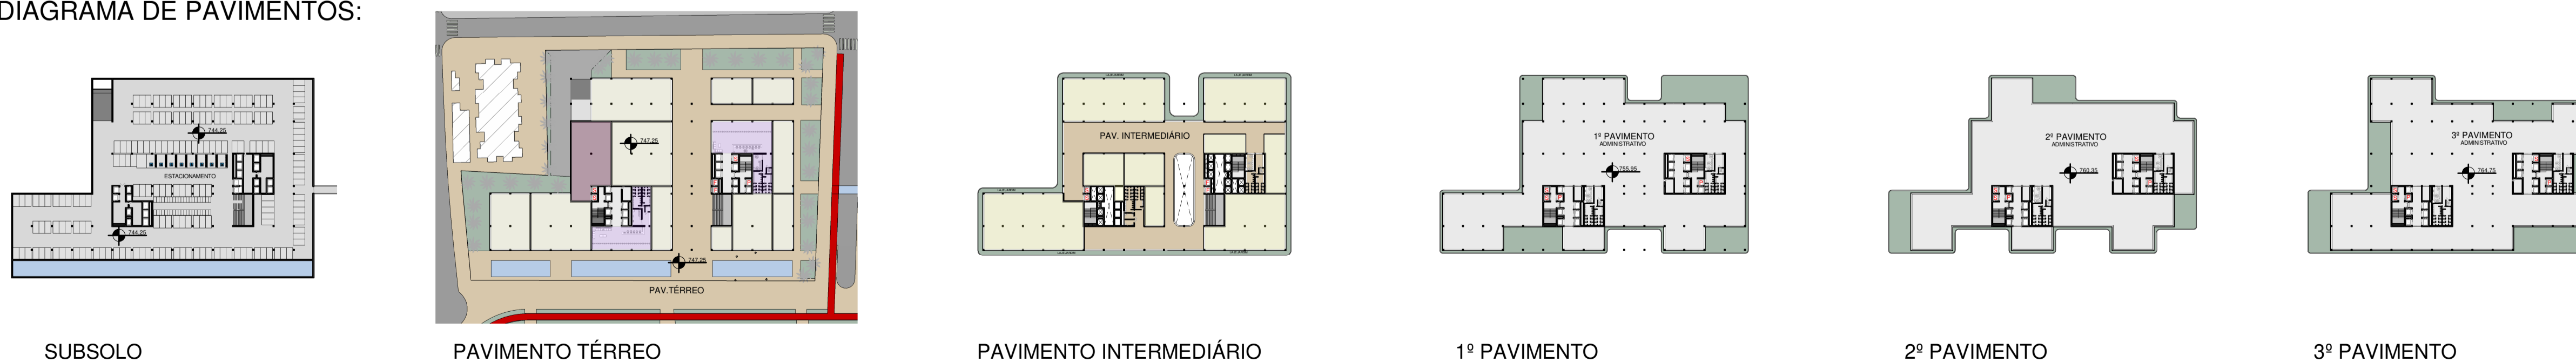 DIAGRAMA DE PAVIMENTOS:
744.25
ESTACIONAMENTO
744.25
SUBSOLO
747.25
747.25
PAV.TÉRREO
PAVIMENTO TÉRREO
PAV. INTERMEDIÁRIO
PAVIMENTO INTERMEDIÁRIO
1º PAVIMENTO
ADMINISTRATIVO
755.95
1º PAVIMENTO
2º PAVIMENTO
ADMINISTRATIVO
760.35
2º PAVIMENTO
3º PAVIMENTO
ADMINISTRATIVO
764.75
3º PAVIMENTO